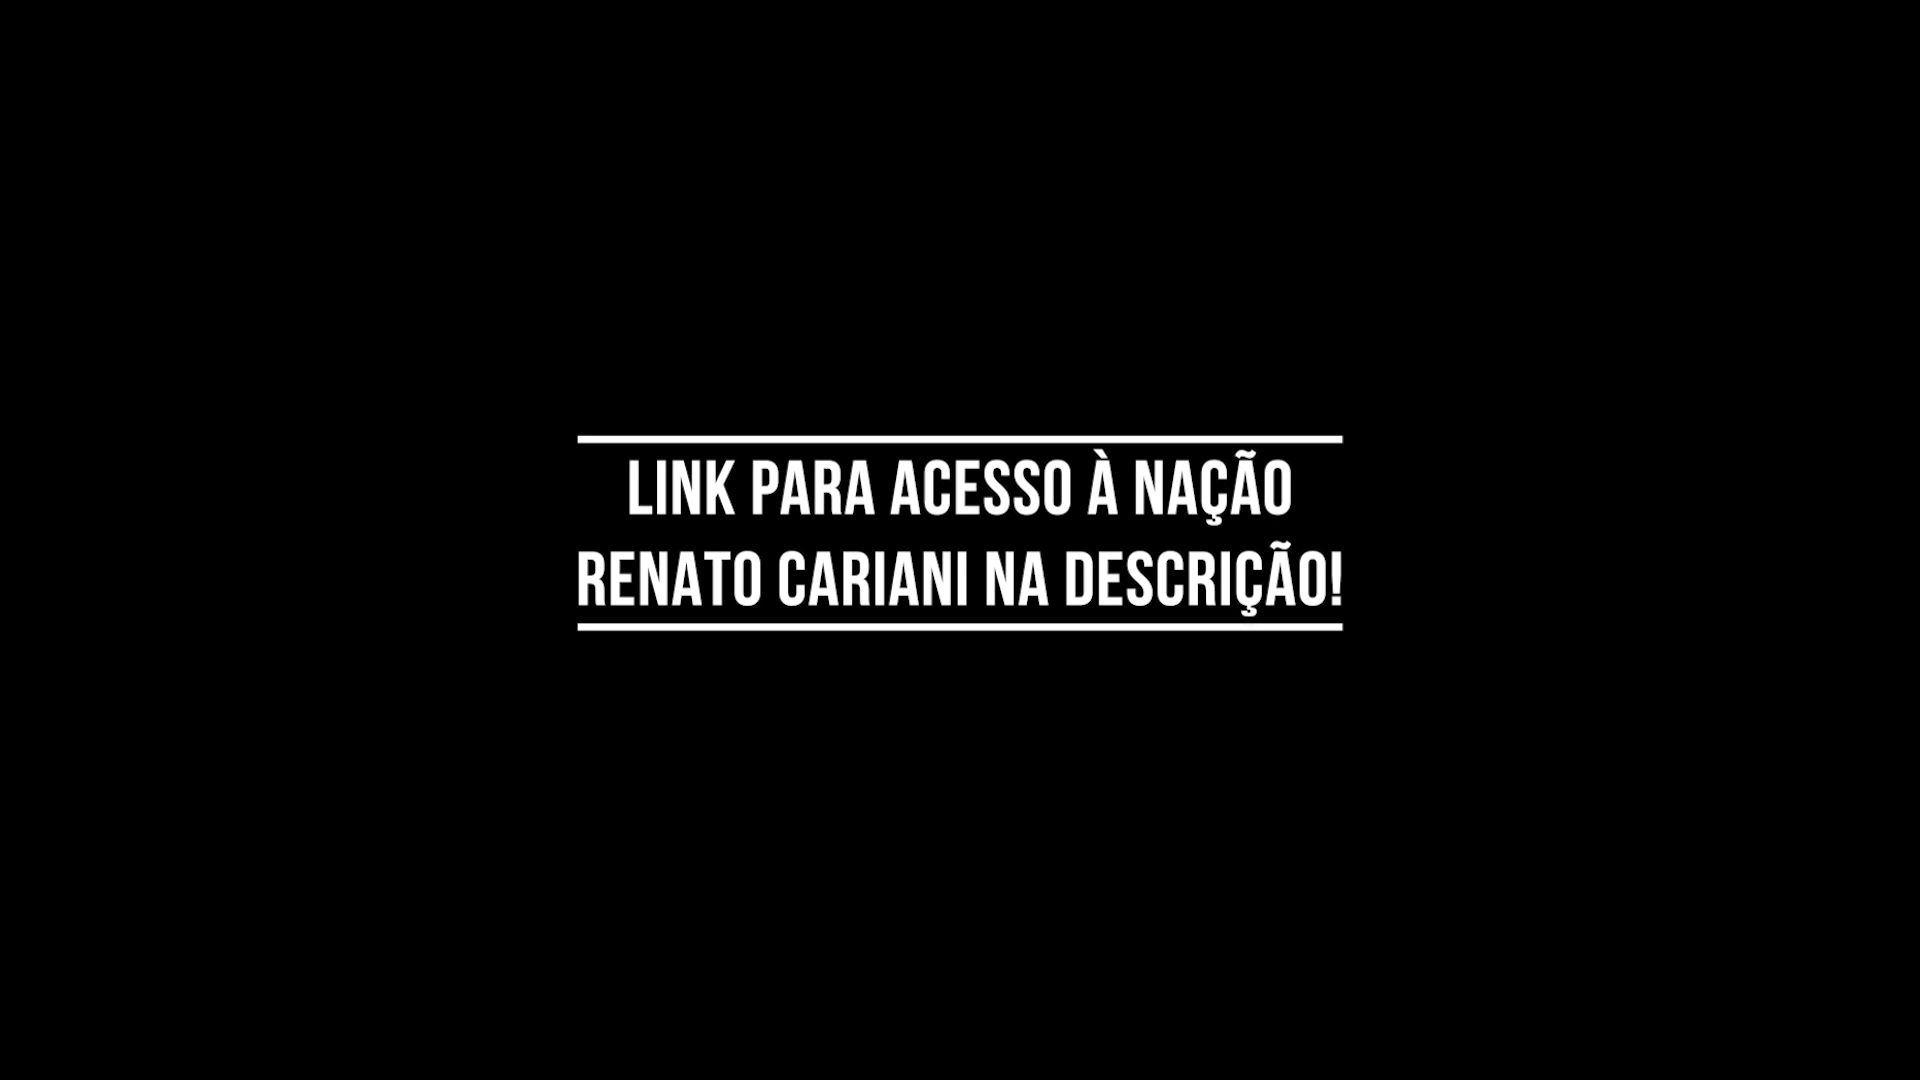 LINK PARA ACESSO À NAÇÃO
RENATO CARIANI NA DESCRIÇÃO!